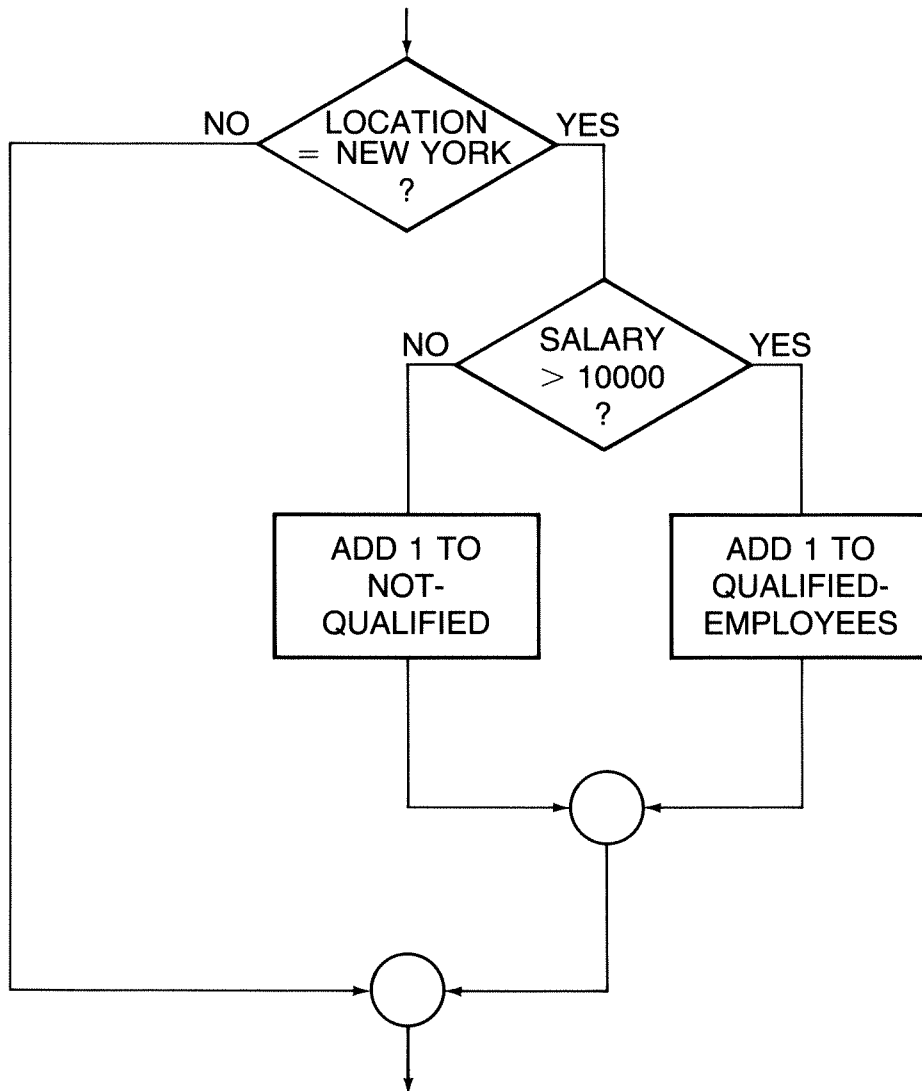 NO
LOCATION
= NEW YORK
?
YES
NO
SALARY
> 10000
?
YES
ADD 1 TO
NOT-
QUALIFIED
ADD 1 TO
QUALIFIED-
EMPLOYEES